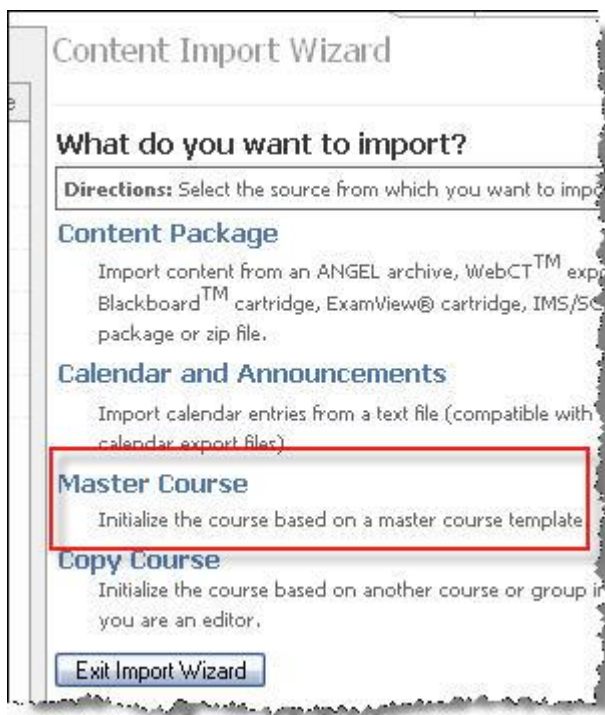 Content Import Wizard
e
What do you want to import?
Directions: Select the source from which you want to
Content Package
Import content from an ANGEL archive, WebCT™
Blackboard™ cartridge, ExamView® cartridge,
package or zip file.
Calendar and Announcements
Import calendar entries from a text file (compatible with
calendar export files)
Master Course
Initialize the course based on a master course template
Copy Course
Initialize the course based on another course or group
you are an editor.
Exit Import Wizard